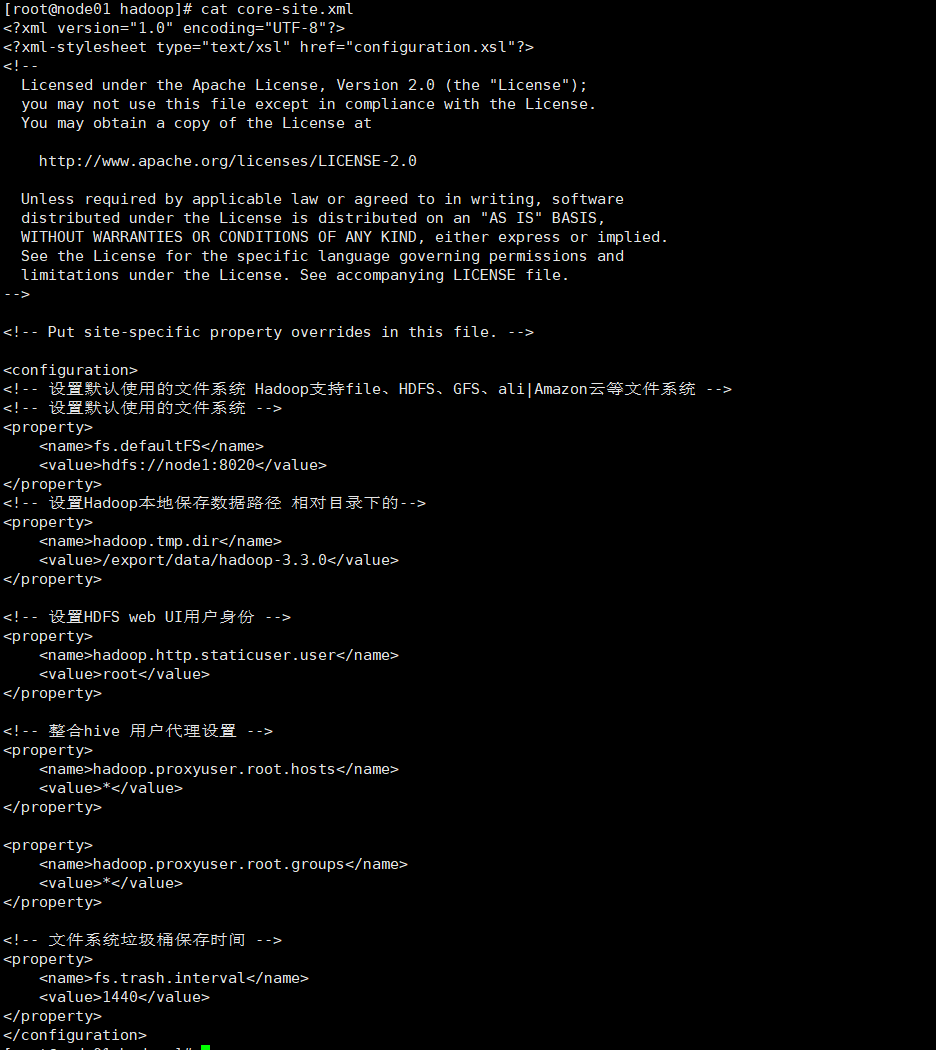 [root@node01 hadoop]# cat core-site.xml
<?xml version="1.0" encoding="UTF-8"?>
<?xml-stylesheet type="text/xsl" href="configuration.xsl"?>
<!--
  Licensed under the Apache License, Version 2.0 (the "License");
  you may not use this file except in compliance with the License.
  You may obtain a copy of the License at

    http://www.apache.org/licenses/LICENSE-2.0

  Unless required by applicable law or agreed to in writing, software
  distributed under the License is distributed on an "AS IS" BASIS,
  WITHOUT WARRANTIES OR CONDITIONS OF ANY KIND, either express or implied.
  See the License for the specific language governing permissions and
  limitations under the License. See accompanying LICENSE file.
-->

<!-- Put site-specific property overrides in this file. -->

<configuration>
<!-- 设置默认使用的文件系统 Hadoop支持file、HDFS、GFS、ali|Amazon云等文件系统 -->
<!-- 设置默认使用的文件系统 -->
<property>
    <name>fs.defaultFS</name>
    <value>hdfs://node1:8020</value>
</property>
<!-- 设置Hadoop本地保存数据路径 相对目录下的-->
<property>
    <name>hadoop.tmp.dir</name>
    <value>/export/data/hadoop-3.3.0</value>
</property>

<!-- 设置HDFS web UI用户身份 -->
<property>
    <name>hadoop.http.staticuser.user</name>
    <value>root</value>
</property>

<!-- 整合hive 用户代理设置 -->
<property>
    <name>hadoop.proxyuser.root.hosts</name>
    <value>*</value>
</property>

<property>
    <name>hadoop.proxyuser.root.groups</name>
    <value>*</value>
</property>

<!-- 文件系统垃圾桶保存时间 -->
<property>
    <name>fs.trash.interval</name>
    <value>1440</value>
</property>
</configuration>